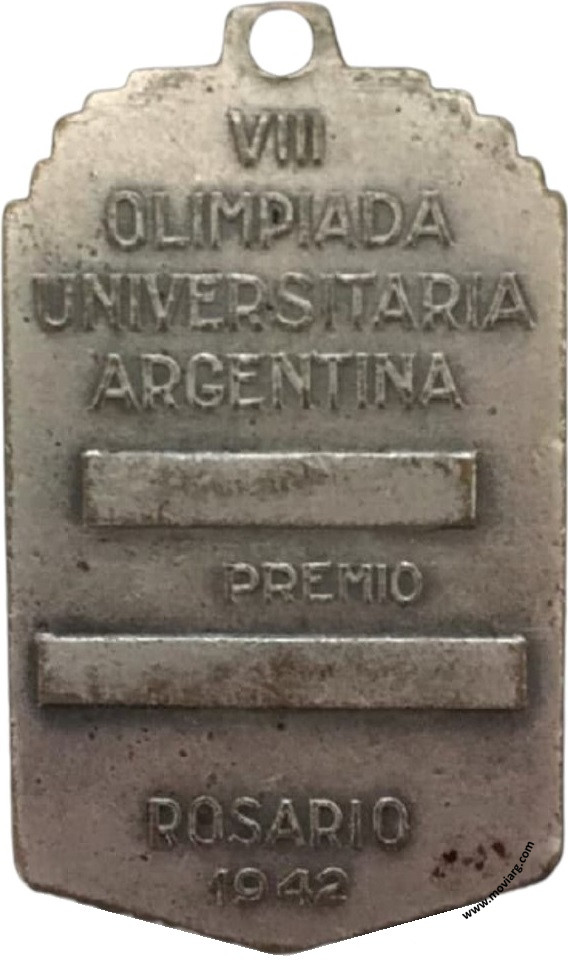 VIII
OLIMPIADA
UNIVERSITARIA
ARGENTINA
PREMIO
ROSARIO
1942
www.moviarg.com